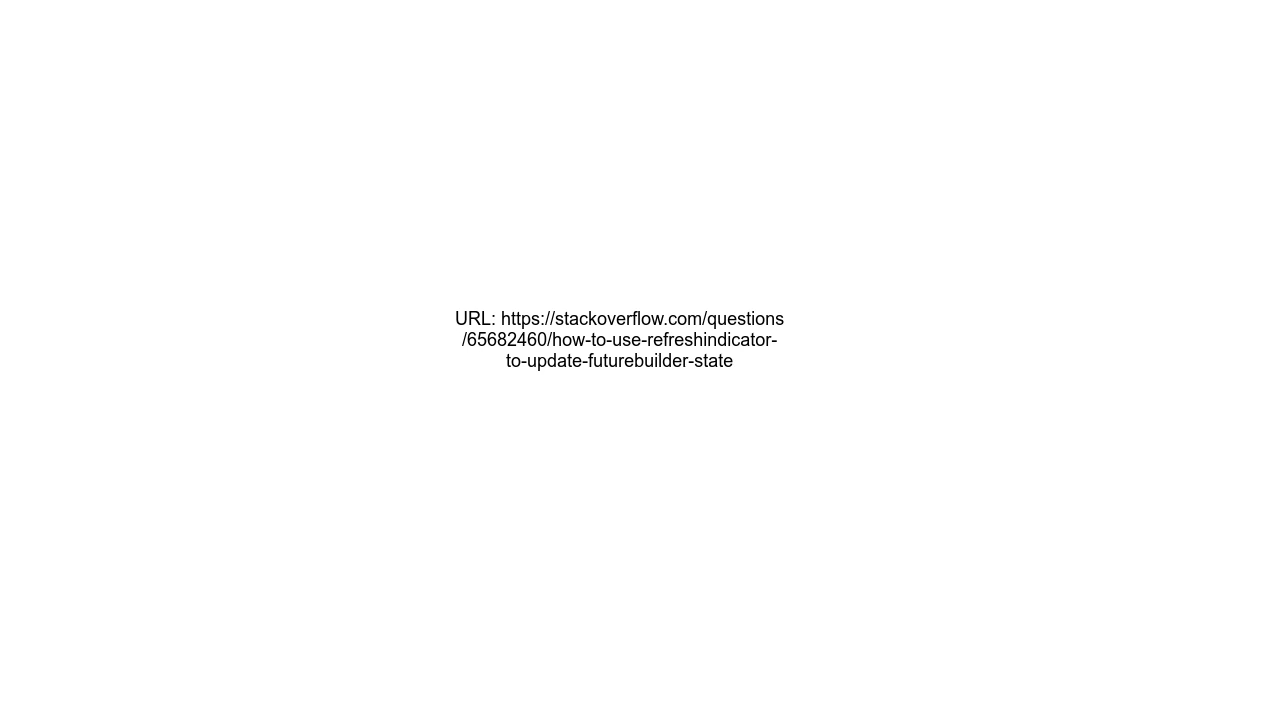 URL: https://stackoverflow.com/questions
/65682460/how-to-use-refreshindicator-
to-update-futurebuilder-state